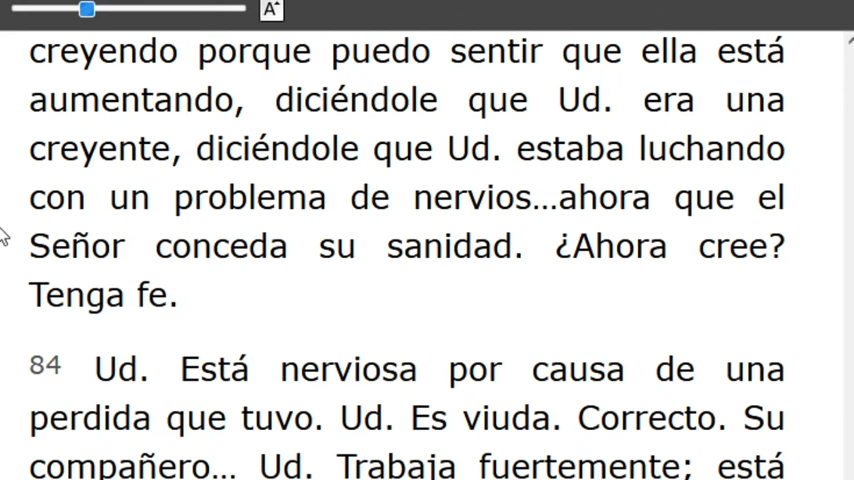 A
creyendo porque puedo sentir que ella está
aumentando, diciéndole que Ud. era una
creyente, diciéndole que Ud. estaba luchando
con un problema de nervios...ahora que el
Señor conceda su sanidad. ¿Ahora cree?
Tenga fe.
84 Ud. Está nerviosa por causa de una
perdida que tuvo. Ud. Es viuda. Correcto. Su
compañero... Ud. Trabaja fuertemente; está